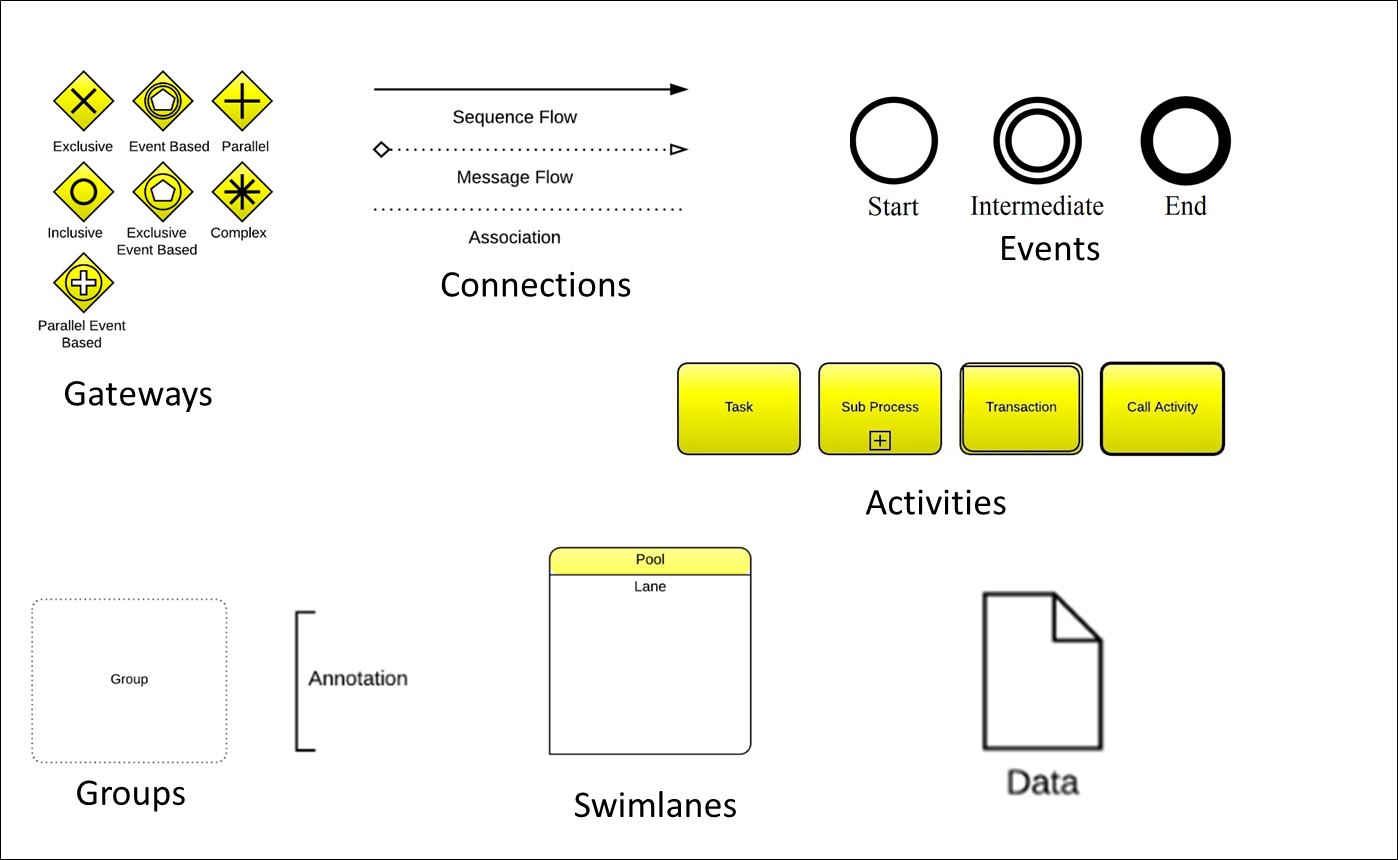 Exclusive
Event Based
Parallel
Inclusive
Exclusive
Event Based
Complex
Parallel Event
Based
Gateways
Sequence Flow
Message Flow
Association
Connections
Start
Intermediate
End
Events
Task
Sub Process
Transaction
Call Activity
Activities
Group
Groups
Annotation
Pool
Lane
Swimlanes
Data